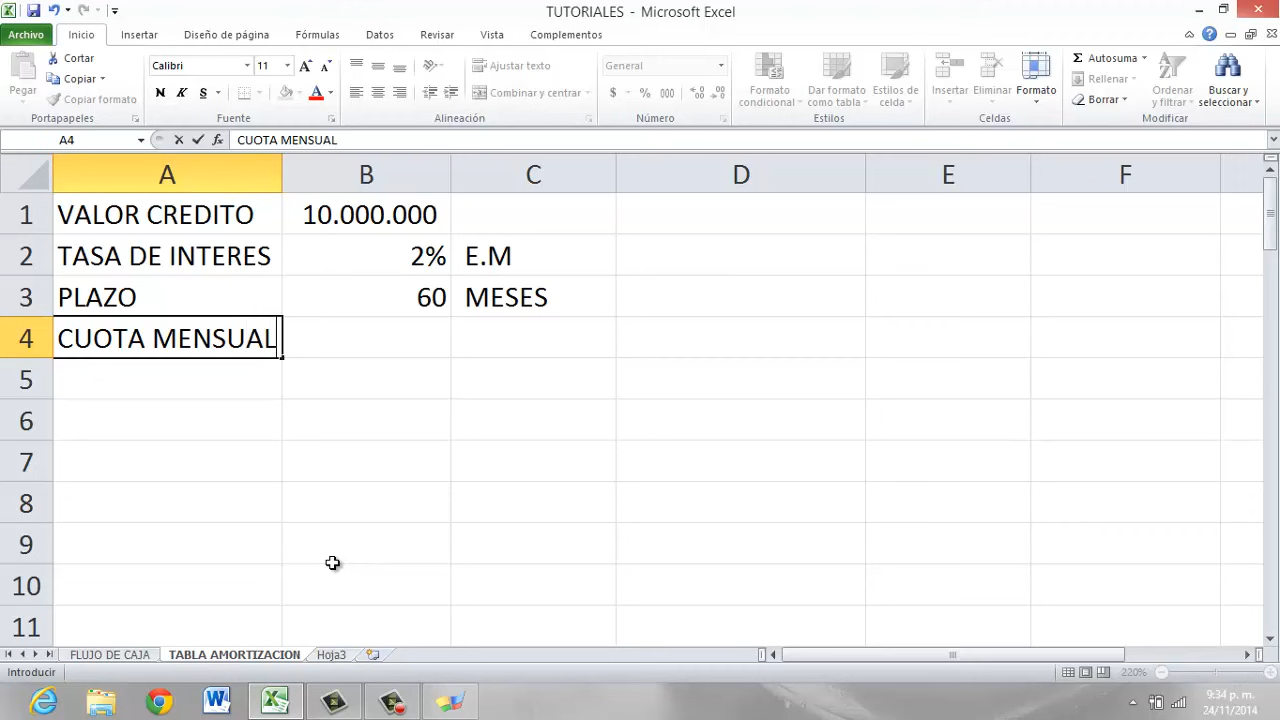 TUTORIALES - Microsoft Excel
Archivo Inicio Insertar Diseño de página Fórmulas Datos Revisar Vista Complementos
Pegar
Cortar
Copiar
Copiar formato
Portapapeles
Calibri 11
N K S
Fuente
Ajustar texto
Combinar y centrar
Alineación
General
$ % 000
Número
Formato condicional
Dar formato como tabla
Estilos de celda
Estilos
Insertar Eliminar Formato
Celdas
Σ Autosuma
Rellenar
Borrar
Ordenar y filtrar
Buscar y seleccionar
Modificar
A4 fx CUOTA MENSUAL
A B C D E F
1 VALOR CREDITO 10.000.000
2 TASA DE INTERES 2% E.M
3 PLAZO 60 MESES
4 CUOTA MENSUAL
5
6
7
8
9
10
11
FLUJO DE CAJA TABLA AMORTIZACION Hoja3
Introducir 220%
9:34 p. m.
24/11/2014